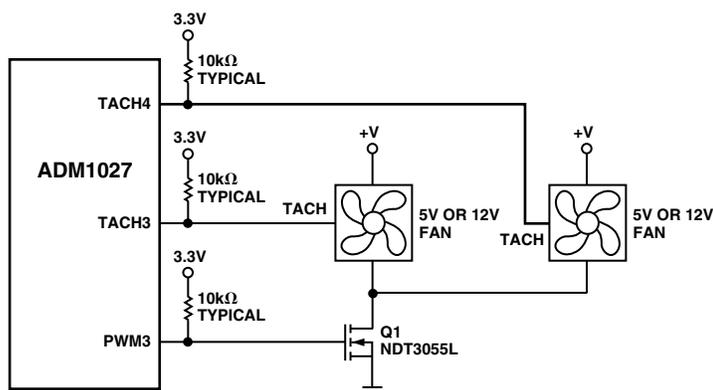 3.3V
10kΩ
TYPICAL
TACH4
3.3V
+V
+V
ADM1027
10kΩ
TYPICAL
TACH
5V OR 12V
FAN
5V OR 12V
FAN
TACH3
TACH
3.3V
10kΩ
TYPICAL
PWM3
Q1
NDT3055L